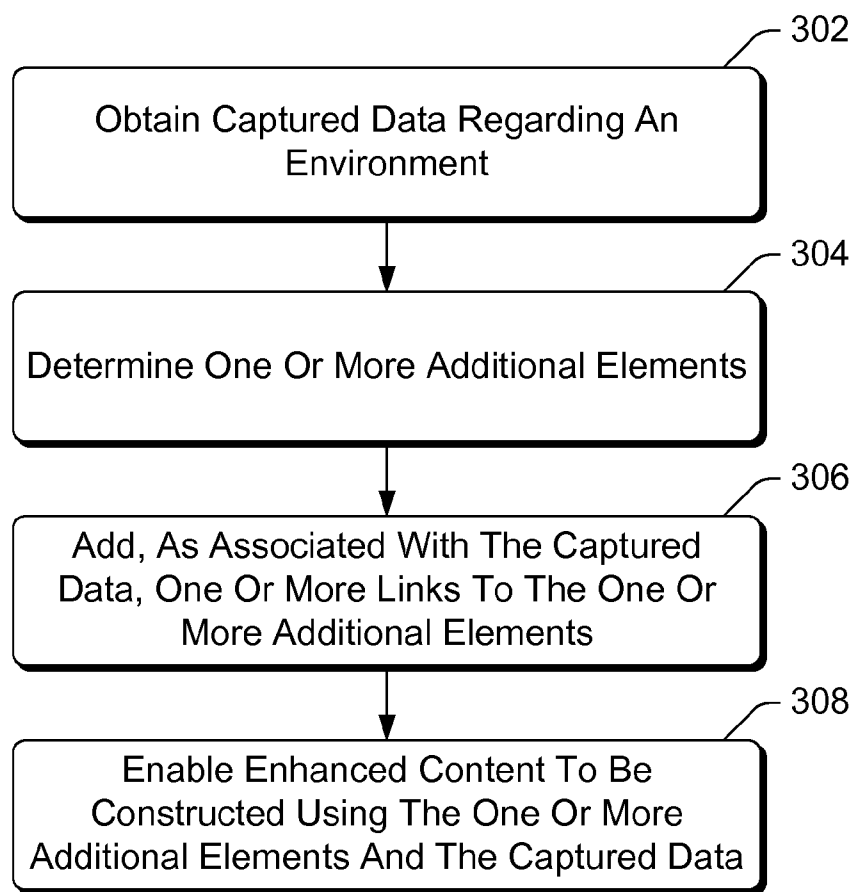 302
Obtain Captured Data Regarding An
Environment
304
Determine One Or More Additional Elements
306
Add, As Associated With The Captured
Data, One Or More Links To The One Or
More Additional Elements
308
Enable Enhanced Content To Be
Constructed Using The One Or More
Additional Elements And The Captured Data